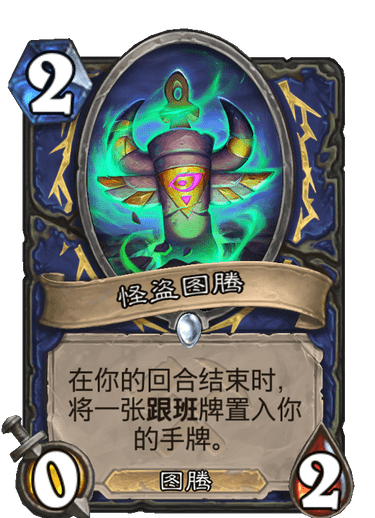 2
怪盗图腾
在你的回合结束时，
将一张跟班牌置入你
的手牌。
0
图腾
2